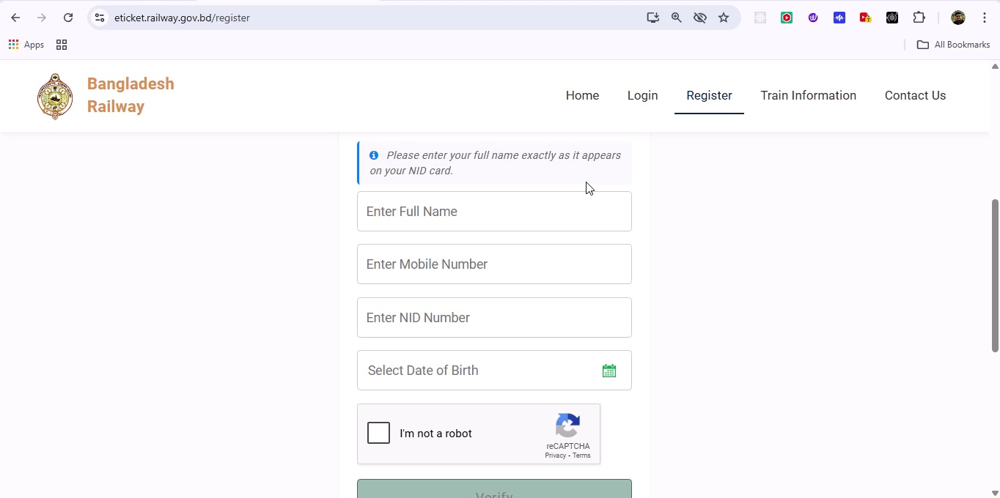 eticket.railway.gov.bd/register
Apps
All Bookmarks
Bangladesh
Railway
Home
Login
Register
Train Information
Contact Us
Please enter your full name exactly as it appears
on your NID card.
Enter Full Name
Enter Mobile Number
Enter NID Number
Select Date of Birth
I'm not a robot
reCAPTCHA
Privacy - Terms
Verify